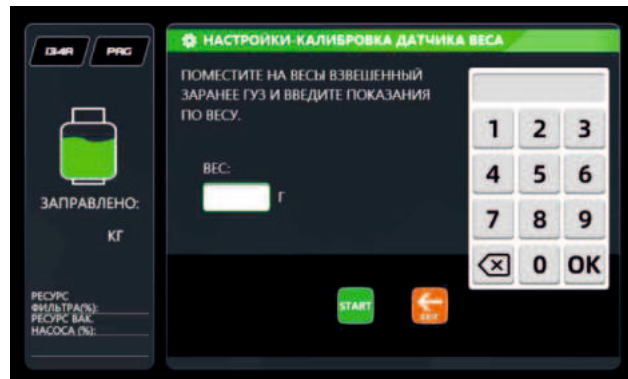 134A PAG
НАСТРОЙКИ-КАЛИБРОВКА ДАТЧИКА ВЕСА
ПОМЕСТИТЕ НА ВЕСЫ ВЗВЕШЕННЫЙ
ЗАРАНЕЕ ГУЗ И ВВЕДИТЕ ПОКАЗАНИЯ
ПО ВЕСУ.
ВЕС:
Г
ЗАПРАВЛЕНО:
КГ
РЕСУРС
ФИЛЬТРА(%):
РЕСУРС ВАК.
НАСОСА (%):
START
EXIT
1 2 3
4 5 6
7 8 9
0 OK